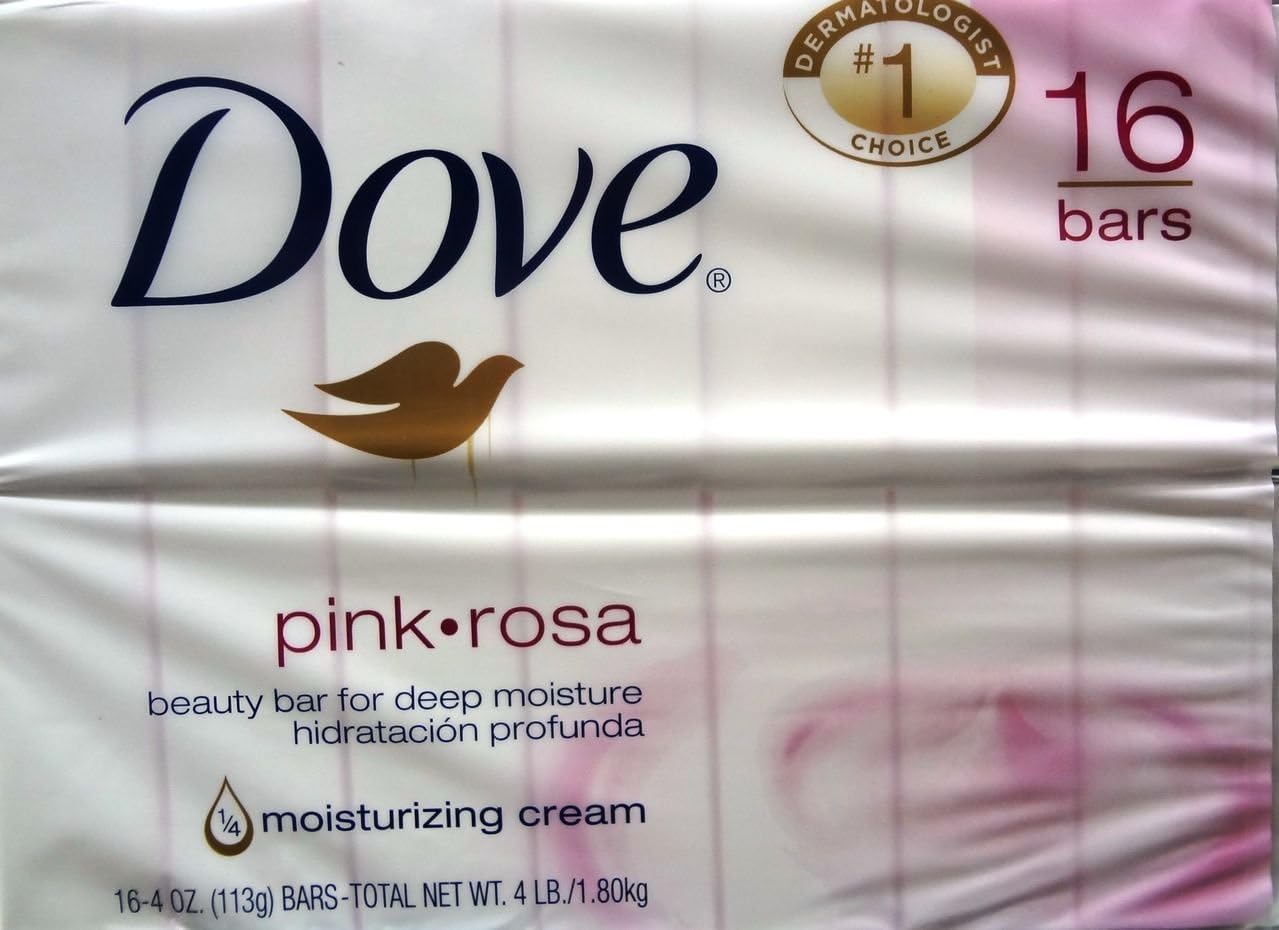 DERMATOLOGIST
#1
CHOICE
16
bars
Dove®
pink•rosa
beauty bar for deep moisture
hidratación profunda
1/4 moisturizing cream
16-4 OZ. (113g) BARS-TOTAL NET WT. 4 LB./1.80kg